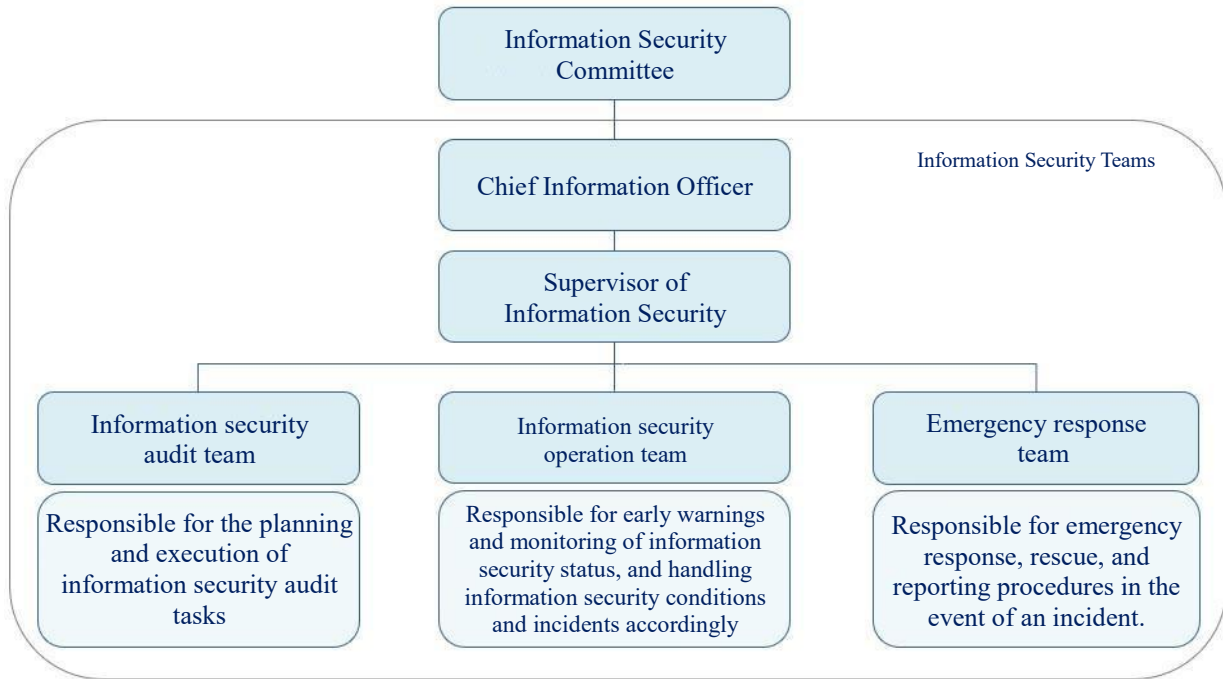 Information Security
Committee
Information Security Teams
Chief Information Officer
Supervisor of
Information Security
Information security
audit team
Information security
operation team
Emergency response
team
Responsible for the planning
and execution of
information security audit
tasks
Responsible for early warnings
and monitoring of information
security status, and handling
information security conditions
and incidents accordingly
Responsible for emergency
response, rescue, and
reporting procedures in the
event of an incident.